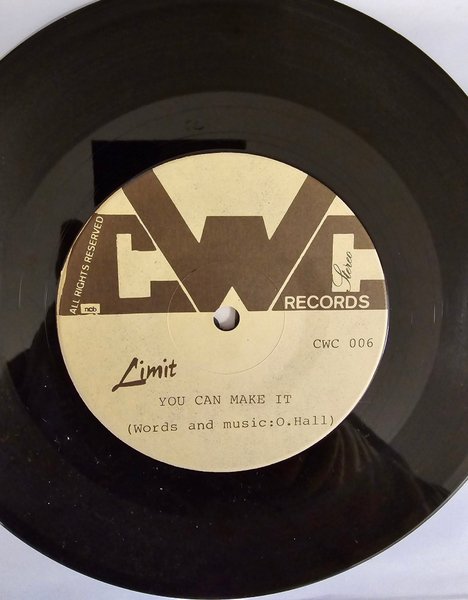 ALL RIGHTS RESERVED
ncb
CWC
Stereo
RECORDS
CWC 006
Limit
YOU CAN MAKE IT
(Words and music:O.Hall)